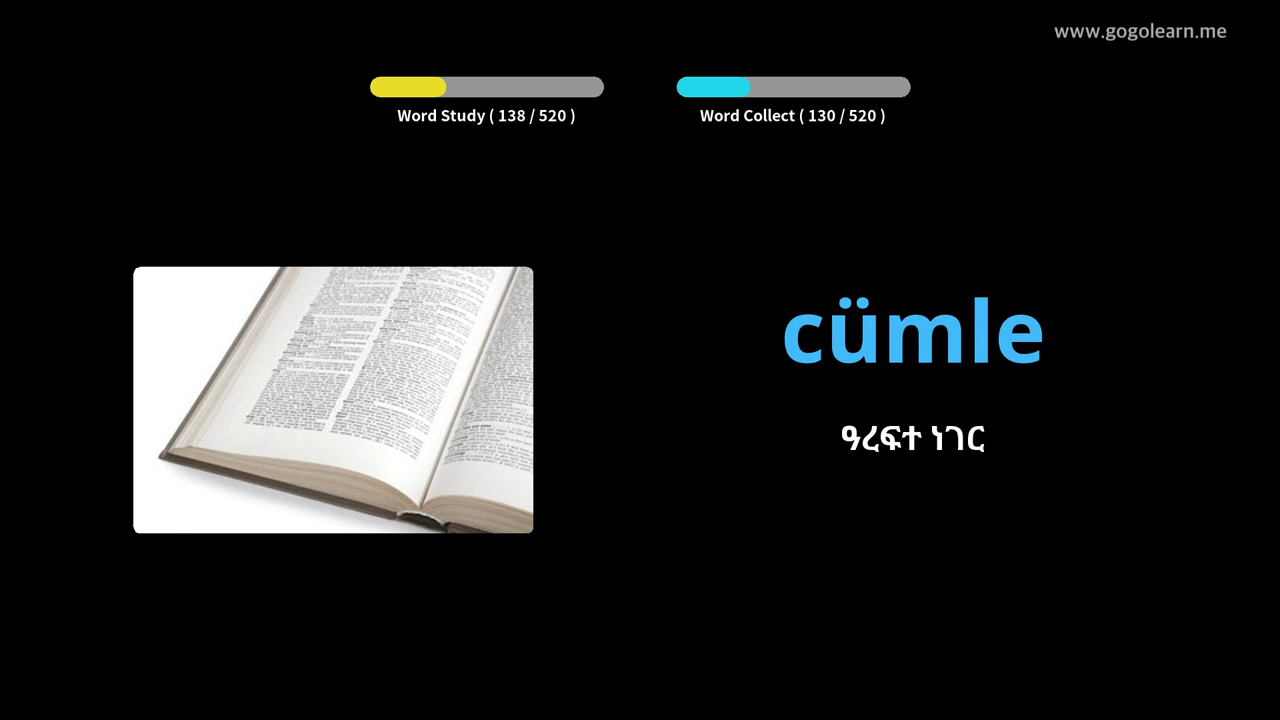 www.gogolearn.me
Word Study ( 138 / 520 )
Word Collect ( 130 / 520 )
cümle
ዓረፍተ ነገር